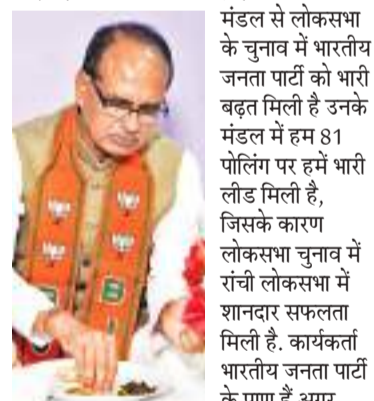 मंडल से लोकसभा
के चुनाव में भारतीय
जनता पार्टी को भारी
बढ़त मिली है उनके
मंडल में हम 81
पोलिंग पर हमें भारी
लीड मिली है,
जिसके कारण
लोकसभा चुनाव में
रांची लोकसभा में
शानदार सफलता
मिली है. कार्यकर्ता
भारतीय जनता पार्टी
B